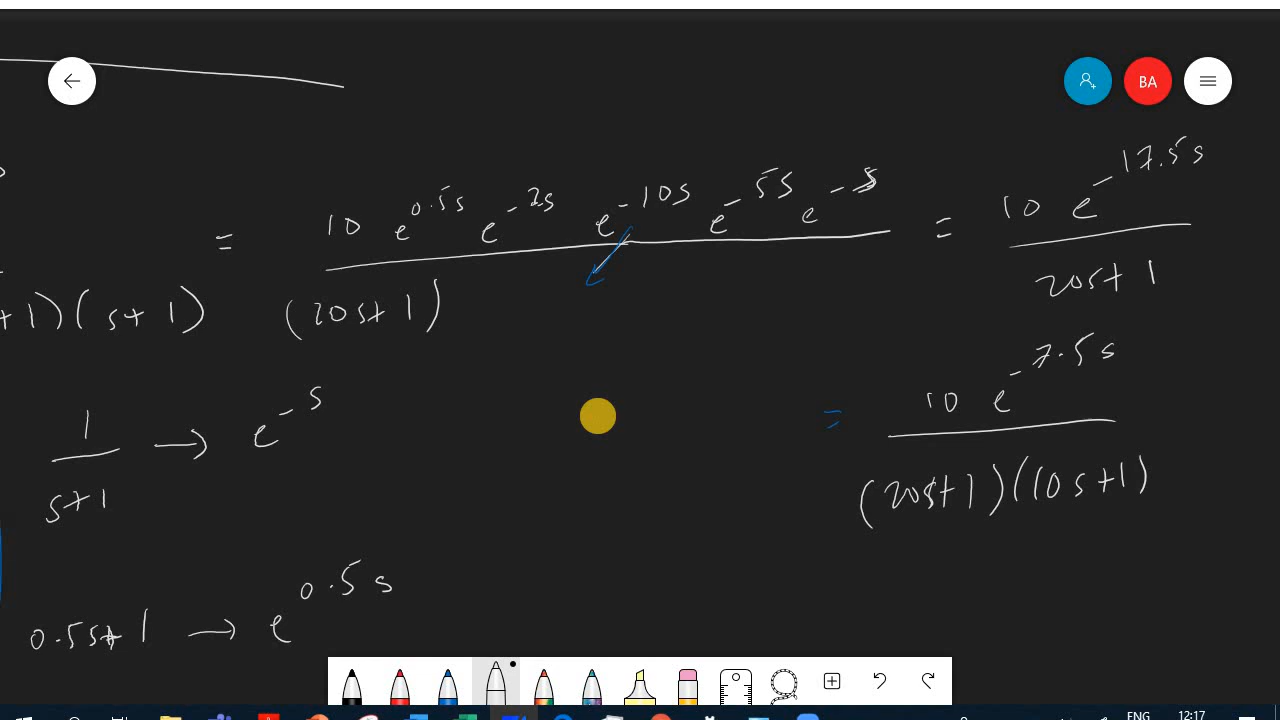 BA
= 10 e^{0.5s} e^{-2s} e^{-10s} e^{-5s} e^{-s} / (20s+1) = 10 e^{-17.5s} / 20s+1
+1)(s+1)
= 10 e^{-7.5s} / (20s+1)(10s+1)
1 / s+1 → e^{-s}
0.5s+1 → e^{0.5s}
ENG
12:17